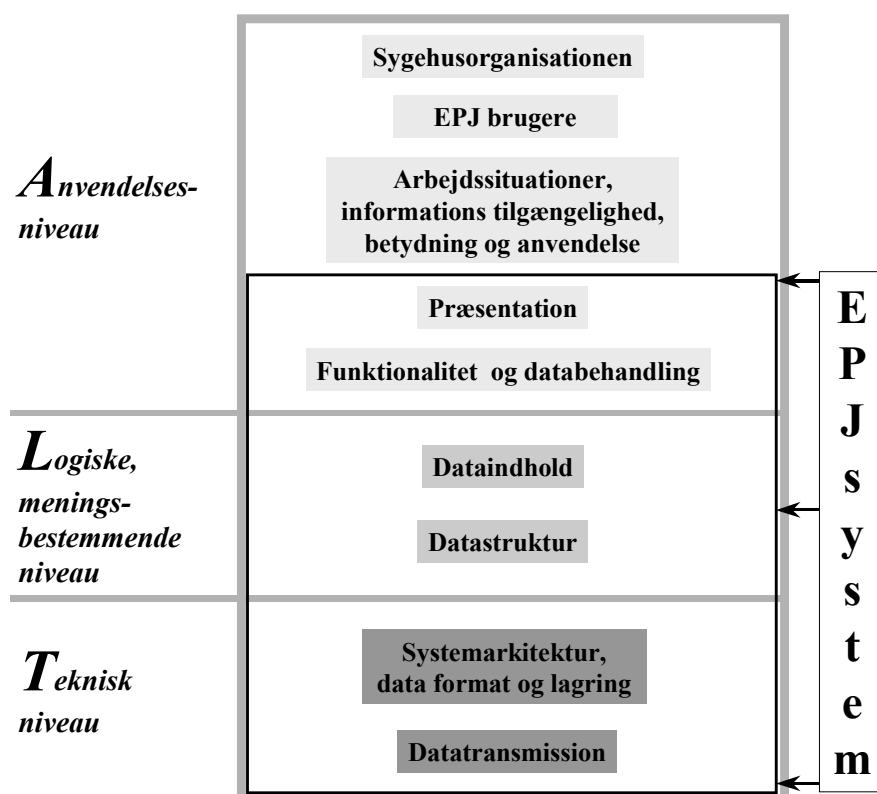 Sygehusorganisationen
EPJ brugere
Anvendelses-
niveau
Arbejdssituationer,
informations tilgængelighed,
betydning og anvendelse
Præsentation
Funktionalitet og databehandling
Logiske,
menings-
bestemmende
niveau
Dataindhold
Datastruktur
Teknisk
niveau
Systemarkitektur,
data format og lagring
Datatransmission
E
P
J
s
y
s
t
e
m